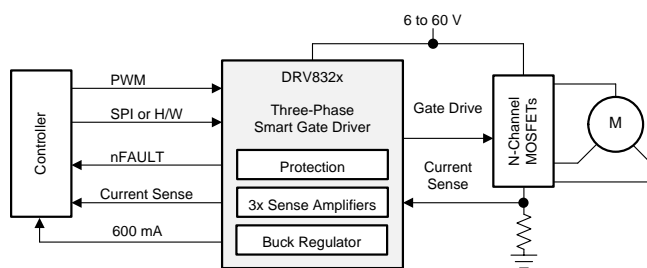 6 to 60 V
Controller
PWM
SPI or H/W
nFAULT
Current Sense
600 mA
DRV832x
Three-Phase
Smart Gate Driver
Protection
3x Sense Amplifiers
Buck Regulator
Gate Drive
Current
Sense
N-Channel
MOSFETs
M